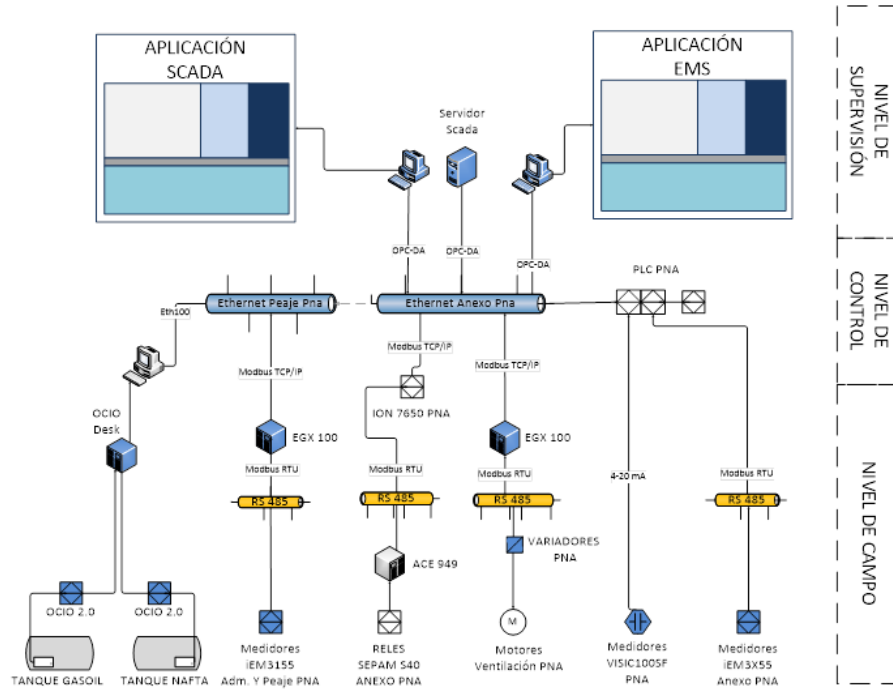 APLICACIÓN
SCADA
Servidor
Scada
APLICACIÓN
EMS
NIVEL DE
SUPERVISIÓN
OPC-DA
OPC-DA
OPC-DA
PLC PNA
NIVEL DE
CONTROL
Ethernet Peaje Pna
Ethernet Anexo Pna
Eth100
Modbus TCP/IP
Modbus TCP/IP
Modbus TCP/IP
ION 7650 PNA
OCIO
Desk
EGX 100
EGX 100
Modbus RTU
Modbus RTU
Modbus RTU
4-20 mA
Modbus RTU
RS 485
RS 485
RS 485
RS 485
NIVEL DE CAMPO
VARIADORES
PNA
ACE 949
OCIO 2.0
OCIO 2.0
M
TANQUE GASOIL
TANQUE NAFTA
Medidores
iEM3155
Adm. Y Peaje PNA
RELES
SEPAM S40
ANEXO PNA
Motores
Ventilación PNA
Medidores
VISIC100SF
PNA
Medidores
iEM3X55
Anexo PNA